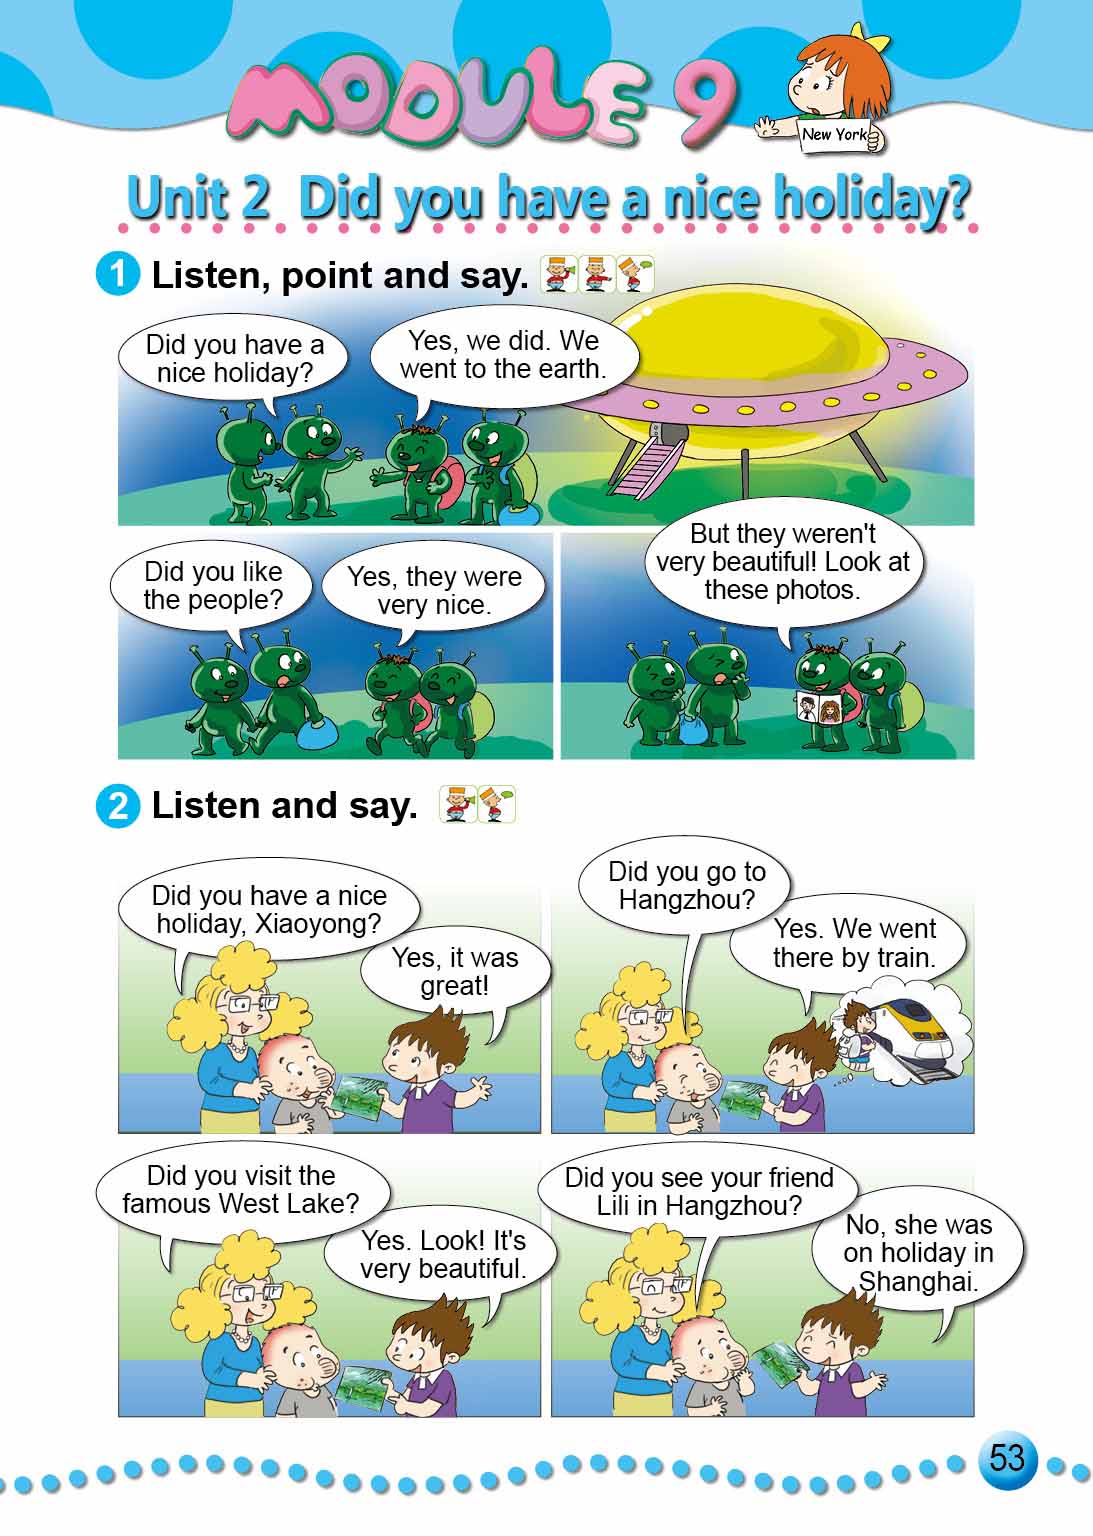 MODULE 9
New York
Unit 2 Did you have a nice holiday?
1 Listen, point and say.
Did you have a
nice holiday?
Yes, we did. We
went to the earth.
Did you like
the people?
Yes, they were
very nice.
But they weren't
very beautiful! Look at
these photos.
2 Listen and say.
Did you have a nice
holiday, Xiaoyong?
Yes, it was
great!
Did you go to
Hangzhou?
Yes. We went
there by train.
Did you visit the
famous West Lake?
Yes. Look! It's
very beautiful.
Did you see your friend
Lili in Hangzhou?
No, she was
on holiday in
Shanghai.
53